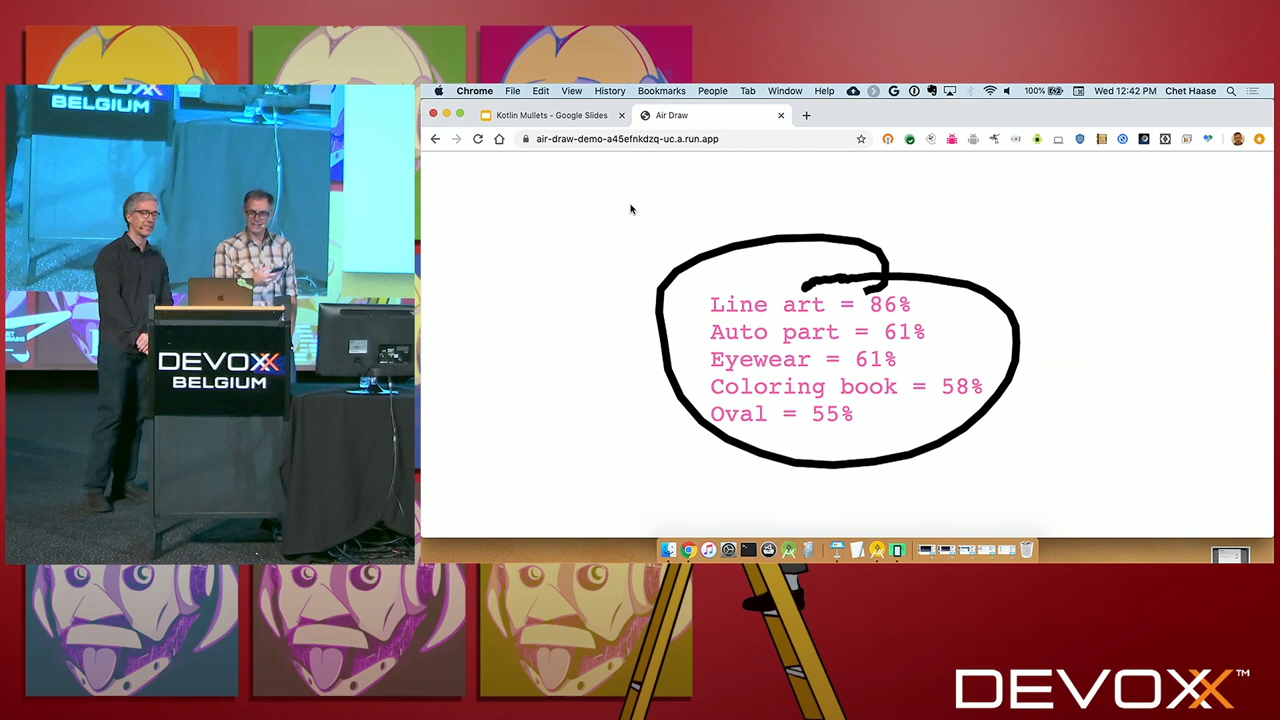 DEVOXX
BELGIUM
DEVOXX
BELGIUM
Chrome File Edit View History Bookmarks People Tab Window Help 100% Wed 12:42 PM Chet Haase
Kotlin Mullets - Google Slides
Air Draw
air-draw-demo-a45efnkdzq-uc.a.run.app
Line art = 86%
Auto part = 61%
Eyewear = 61%
Coloring book = 58%
Oval = 55%
DEVOXX™